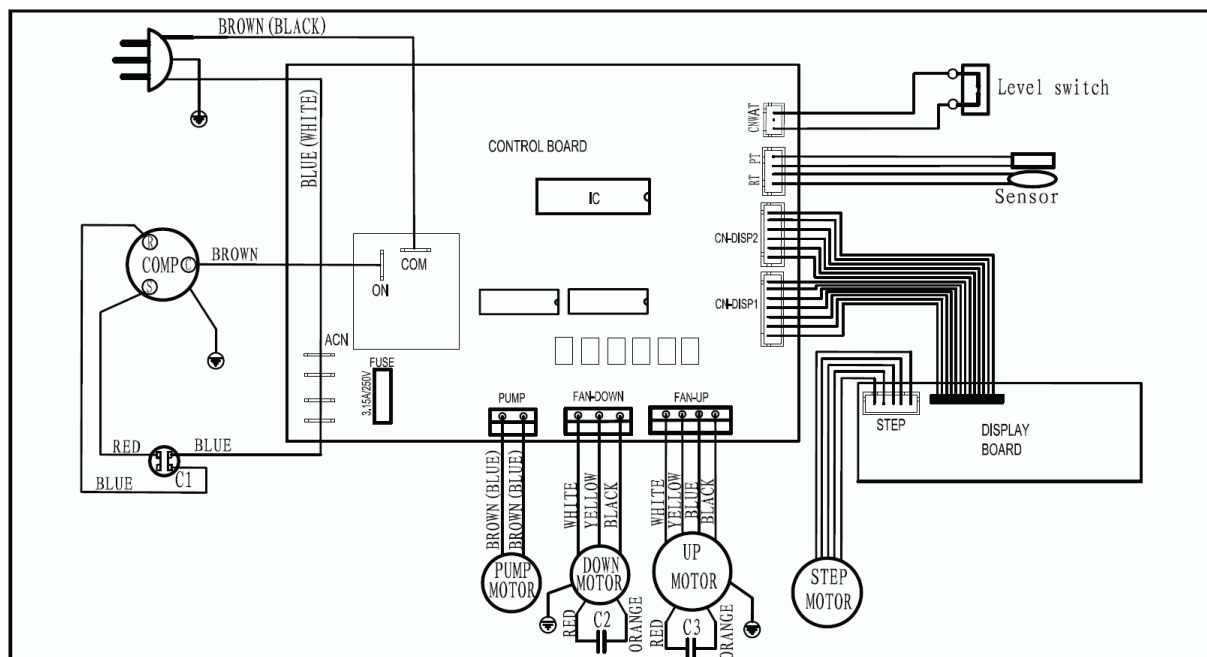 BROWN (BLACK)
BLUE (WHITE)
CONTROL BOARD
IC
CNWAT
Level switch
PT
RT
Sensor
R
COMP
C
S
BROWN
COM
ON
CN-DISP2
CN-DISP1
ACN
FUSE
3.15A/250V
PUMP
FAN-DOWN
FAN-UP
STEP
DISPLAY
BOARD
RED
BLUE
C1
BLUE
BROWN (BLUE)
BROWN (BLUE)
WHITE
YELLOW
BLACK
WHITE
YELLOW
BLUE
BLACK
PUMP
MOTOR
DOWN
MOTOR
UP
MOTOR
STEP
MOTOR
RED
C2
ORANGE
RED
C3
ORANGE